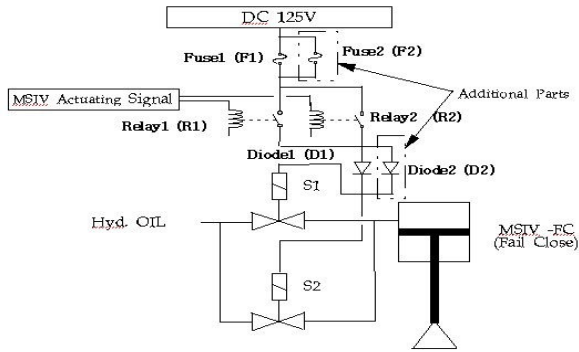 DC 125V
Fuse1 (F1)
Fuse2 (F2)
MSIV Actuating Signal
Additional Parts
Relay1 (R1)
Relay2 (R2)
Diode1 (D1)
Diode2 (D2)
S1
Hyd. OIL
MSIV -FC
(Fail Close)
S2